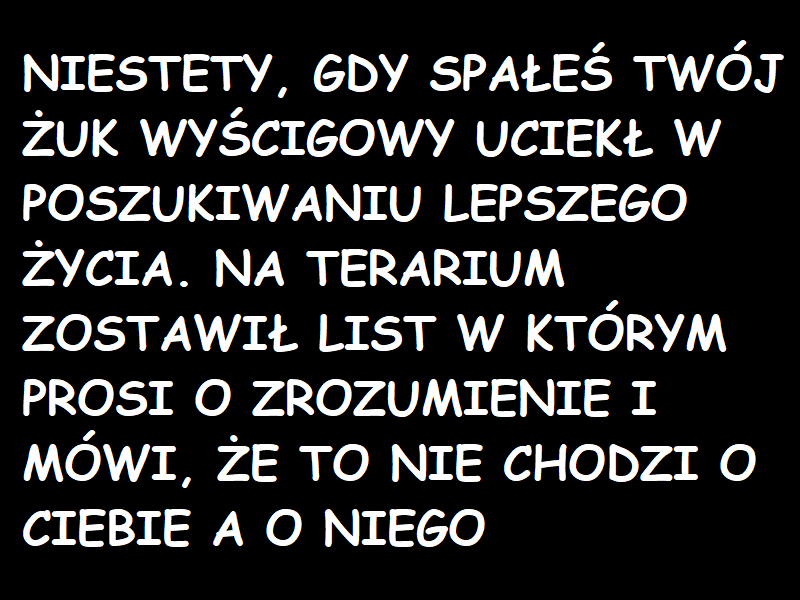 NIESTETY, GDY SPAŁEŚ TWÓJ
ŻUK WYŚCIGOWY UCIEKŁ W
POSZUKIWANIU LEPSZEGO
ŻYCIA. NA TERARIUM
ZOSTAWIŁ LIST W KTÓRYM
PROSI O ZROZUMIENIE I
MÓWI, ŻE TO NIE CHODZI O
CIEBIE A O NIEGO